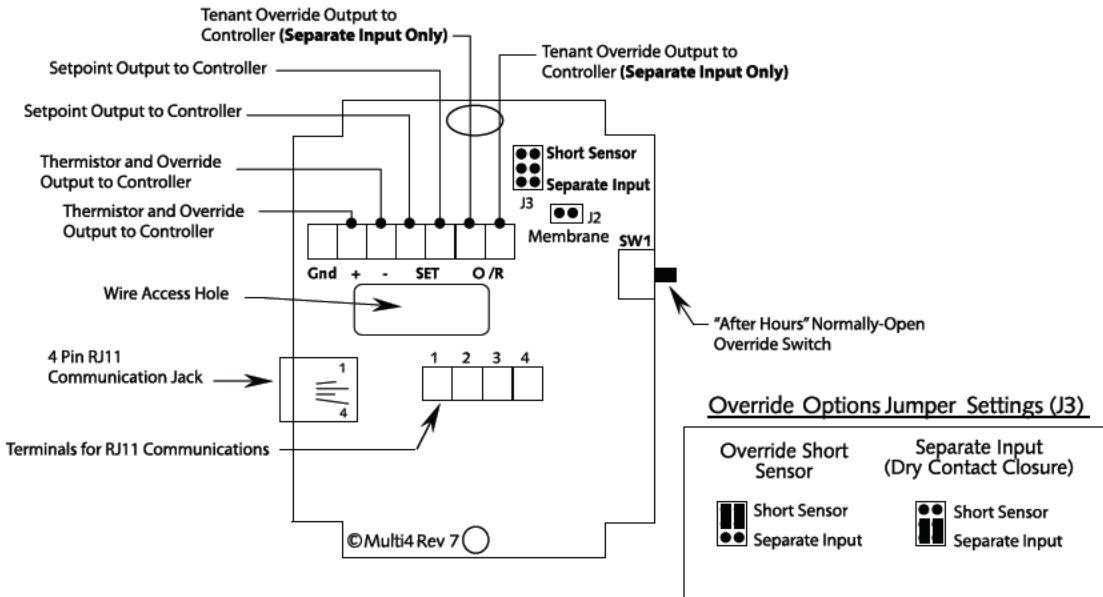 Tenant Override Output to
Controller (Separate Input Only)
Tenant Override Output to
Controller (Separate Input Only)
Setpoint Output to Controller
Setpoint Output to Controller
Thermistor and Override
Output to Controller
Thermistor and Override
Output to Controller
Short Sensor
Separate Input
J3
J2
Membrane
SW1
Gnd + - SET O /R
Wire Access Hole
"After Hours" Normally-Open
Override Switch
4 Pin RJ11
Communication Jack
1
4
1 2 3 4
Terminals for RJ11 Communications
©Multi4 Rev 7
Override Options Jumper Settings (J3)
Override Short
Sensor
Short Sensor
Separate Input
Separate Input
(Dry Contact Closure)
Short Sensor
Separate Input